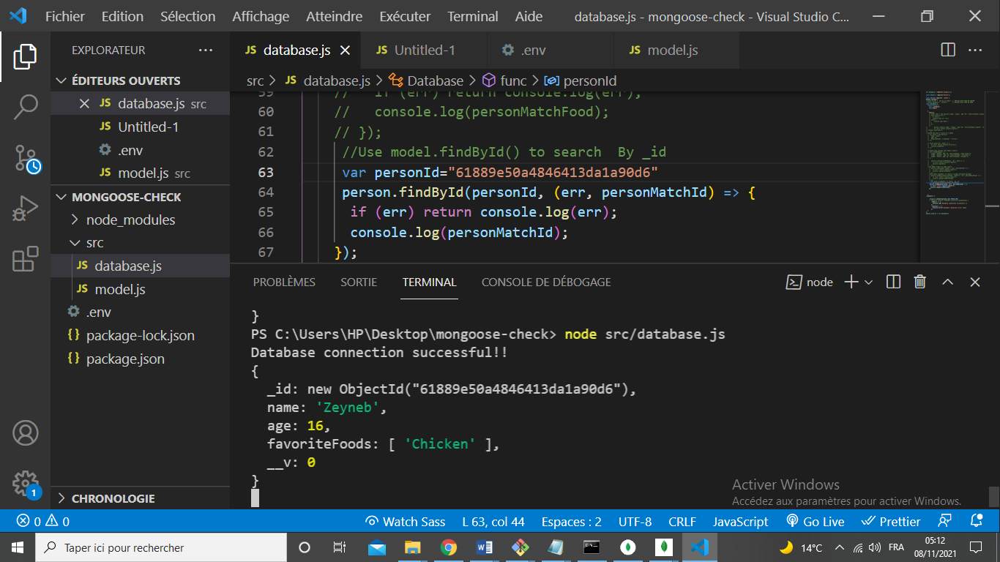 Fichier Edition Sélection Affichage Atteindre Exécuter Terminal Aide database.js - mongoose-check - Visual Studio C...
EXPLORATEUR ...
ÉDITEURS OUVERTS
JS database.js src
JS Untitled-1
.env
JS model.js src
MONGOOSE-CHECK
node_modules
src
JS database.js
JS model.js
.env
{} package-lock.json
{} package.json
CHRONOLOGIE
1
JS database.js JS Untitled-1 .env JS model.js
src > JS database.js > Database > func > personId
59 // if (err) return console.log(err);
60 // console.log(personMatchFood);
61 // });
62 //Use model.findById() to search By _id
63 var personId="61889e50a4846413da1a90d6"
64 person.findById(personId, (err, personMatchId) => {
65 if (err) return console.log(err);
66 console.log(personMatchId);
67 });
PROBLÈMES SORTIE TERMINAL CONSOLE DE DÉBOGAGE node
}
PS C:\Users\HP\Desktop\mongoose-check> node src/database.js
Database connection successful!!
{
_id: new ObjectId("61889e50a4846413da1a90d6"),
name: 'Zeyneb',
age: 16,
favoriteFoods: [ 'Chicken' ],
__v: 0
}
Activer Windows
Accédez aux paramètres pour activer Windows.
0 0 Watch Sass L 63, col 44 Espaces : 2 UTF-8 CRLF JavaScript Go Live Prettier
Taper ici pour rechercher 14°C FRA 05:12
08/11/2021